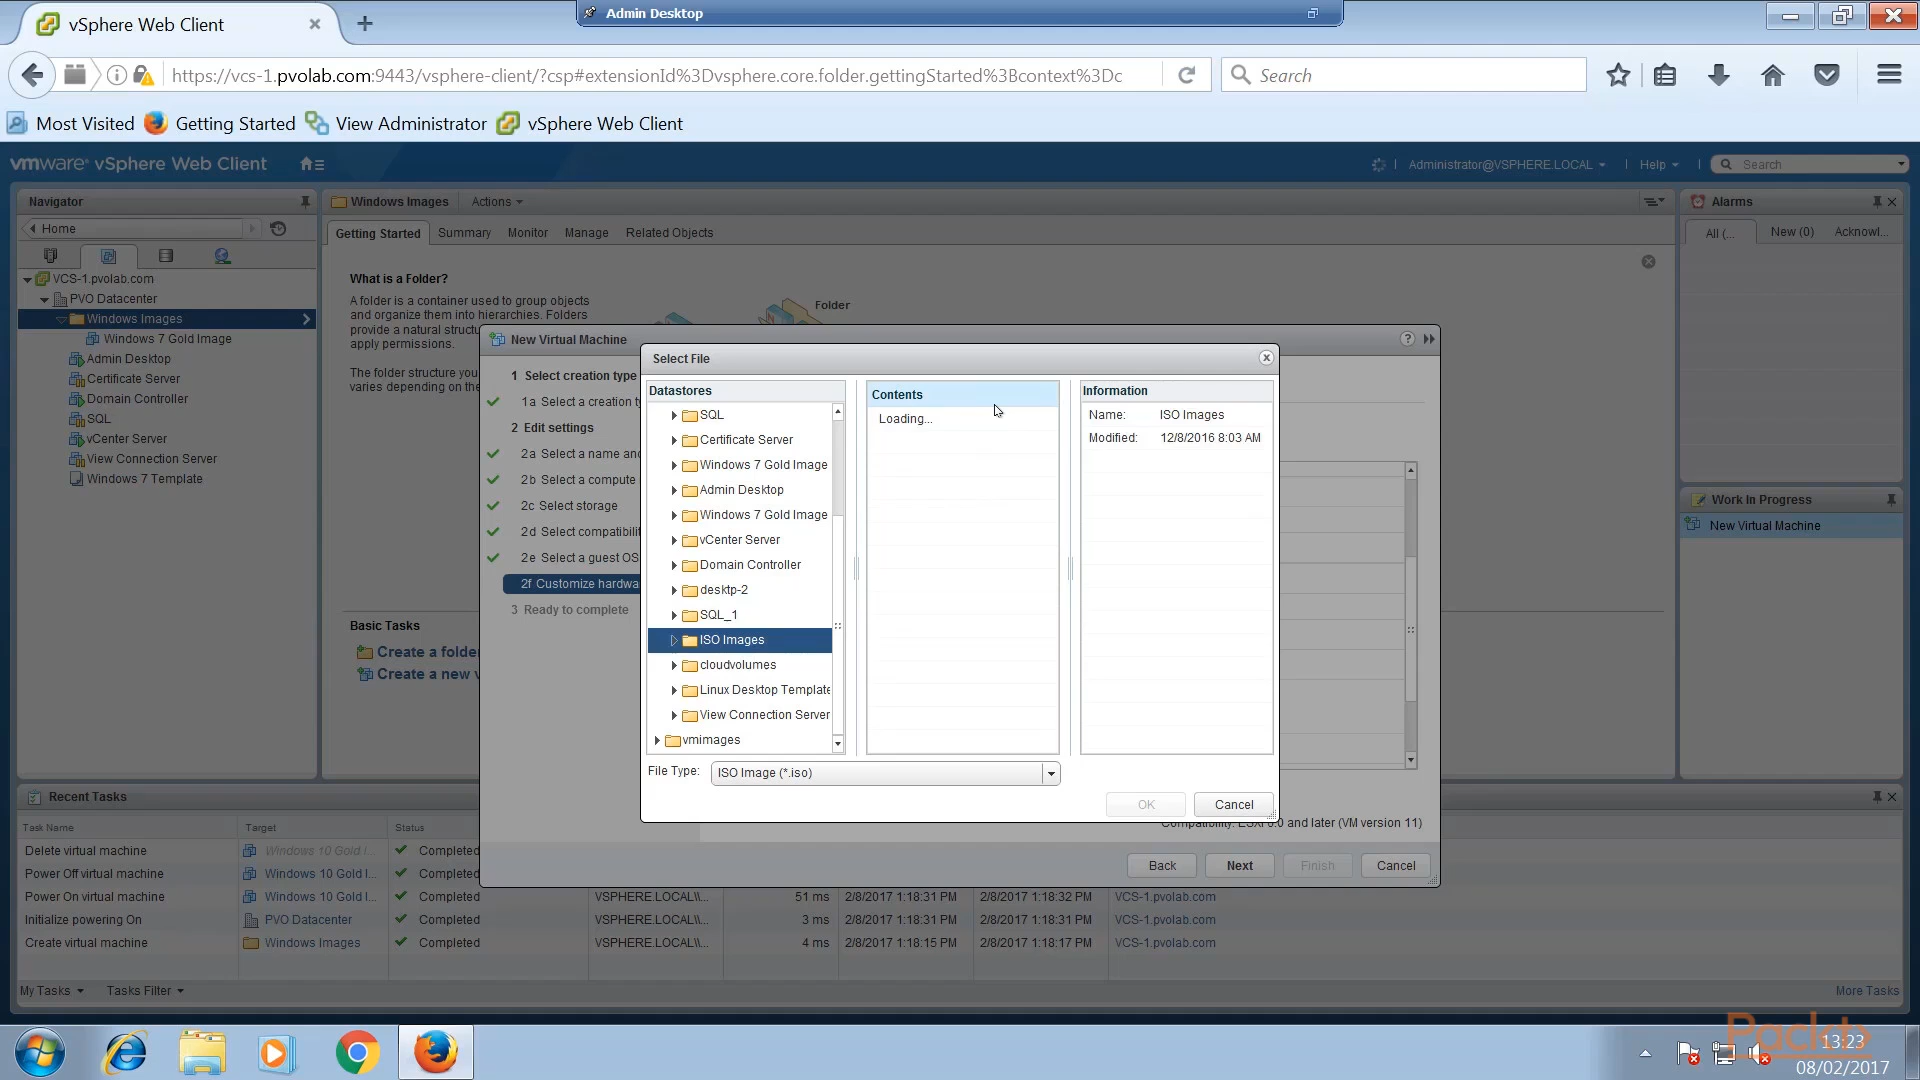 vSphere Web Client
Admin Desktop
https://vcs-1.pvolab.com:9443/vsphere-client/?csp#extensionId%3Dvsphere.core.folder.gettingStarted%3Bcontext%3Dc
Search
Most Visited Getting Started View Administrator vSphere Web Client
vmware® vSphere Web Client
Administrator@VSPHERE.LOCAL
Help
Search
Navigator
Home
VCS-1.pvolab.com
PVO Datacenter
Windows Images
Windows 7 Gold Image
Admin Desktop
Certificate Server
Domain Controller
SQL
vCenter Server
View Connection Server
Windows 7 Template
Windows Images Actions
Getting Started Summary Monitor Manage Related Objects
What is a Folder?
A folder is a container used to group objects
and organize them into hierarchies. Folders
provide a natural structu
apply permissions.
The folder structure you
varies depending on the
Folder
Basic Tasks
Create a folde
Create a new v
New Virtual Machine
1 Select creation type
1a Select a creation ty
2 Edit settings
2a Select a name and
2b Select a compute
2c Select storage
2d Select compatibilit
2e Select a guest OS
2f Customize hardwa
3 Ready to complete
Select File
Datastores
SQL
Certificate Server
Windows 7 Gold Image
Admin Desktop
Windows 7 Gold Image
vCenter Server
Domain Controller
desktp-2
SQL_1
ISO Images
cloudvolumes
Linux Desktop Template
View Connection Server
vmimages
Contents
Loading...
Information
Name: ISO Images
Modified: 12/8/2016 8:03 AM
File Type: ISO Image (*.iso)
OK Cancel
Compatibility: ESXi 6.0 and later (VM version 11)
Back Next Finish Cancel
Alarms
All (... New (0) Acknowl...
Work In Progress
New Virtual Machine
Recent Tasks
Task Name Target Status
Delete virtual machine Windows 10 Gold I... Completed
Power Off virtual machine Windows 10 Gold I... Completed
Power On virtual machine Windows 10 Gold I... Completed VSPHERE.LOCAL\\... 51 ms 2/8/2017 1:18:31 PM 2/8/2017 1:18:32 PM VCS-1.pvolab.com
Initialize powering On PVO Datacenter Completed VSPHERE.LOCAL\\... 3 ms 2/8/2017 1:18:31 PM 2/8/2017 1:18:31 PM VCS-1.pvolab.com
Create virtual machine Windows Images Completed VSPHERE.LOCAL\\... 4 ms 2/8/2017 1:18:15 PM 2/8/2017 1:18:17 PM VCS-1.pvolab.com
My Tasks Tasks Filter More Tasks
Packt>
13:23
08/02/2017